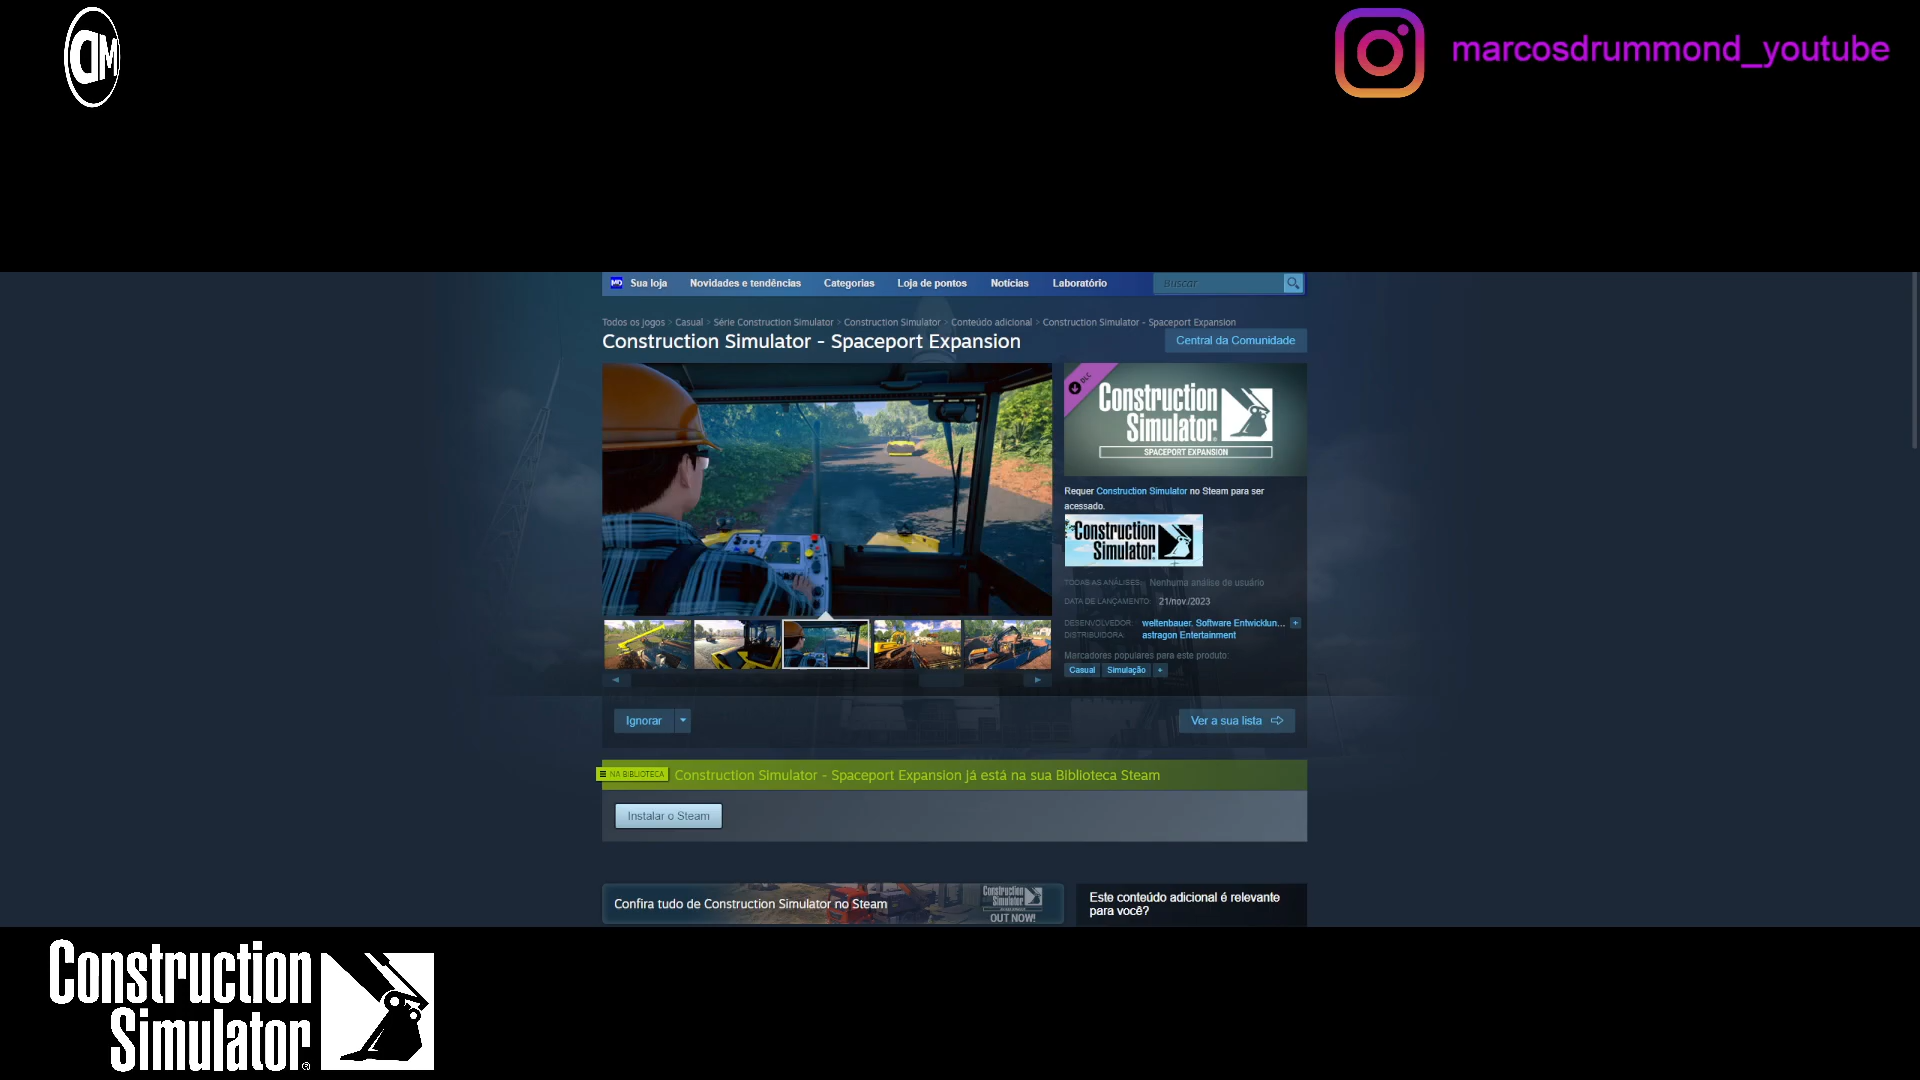 DM
marcosdrummond_youtube
MD Sua loja Novidades e tendências Categorias Loja de pontos Notícias Laboratório Buscar
Todos os jogos > Casual > Série Construction Simulator > Construction Simulator > Conteúdo adicional > Construction Simulator - Spaceport Expansion
Construction Simulator - Spaceport Expansion
Central da Comunidade
DLC
Construction
Simulator®
SPACEPORT EXPANSION
Requer Construction Simulator no Steam para ser
acessado.
Construction
Simulator
TODAS AS ANÁLISES: Nenhuma análise de usuário
DATA DE LANÇAMENTO: 21/nov./2023
DESENVOLVEDOR: weltenbauer. Software Entwicklun... +
DISTRIBUIDORA: astragon Entertainment
Marcadores populares para este produto:
Casual Simulação +
Ignorar
Ver a sua lista
NA BIBLIOTECA Construction Simulator - Spaceport Expansion já está na sua Biblioteca Steam
Instalar o Steam
Confira tudo de Construction Simulator no Steam
Construction
Simulator
OUT NOW!
Este conteúdo adicional é relevante
para você?
Construction
Simulator®